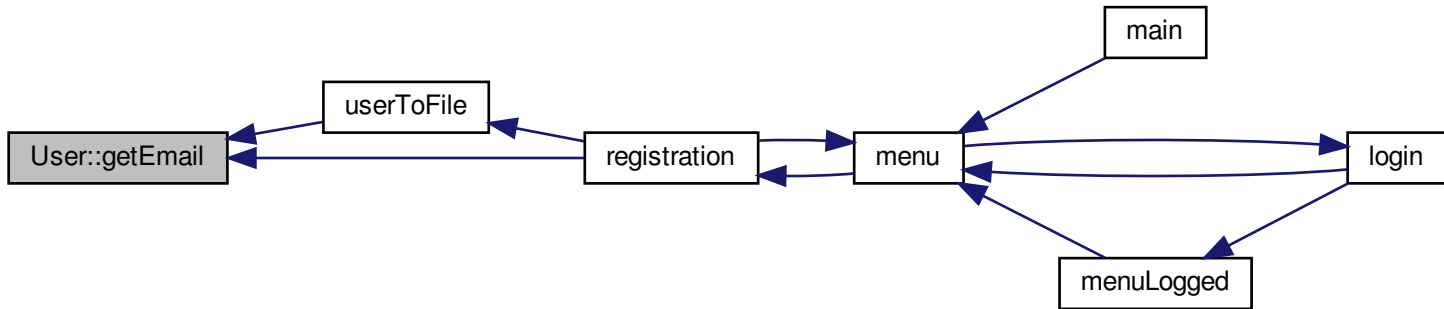 main
userToFile
User::getEmail
registration
menu
login
menuLogged